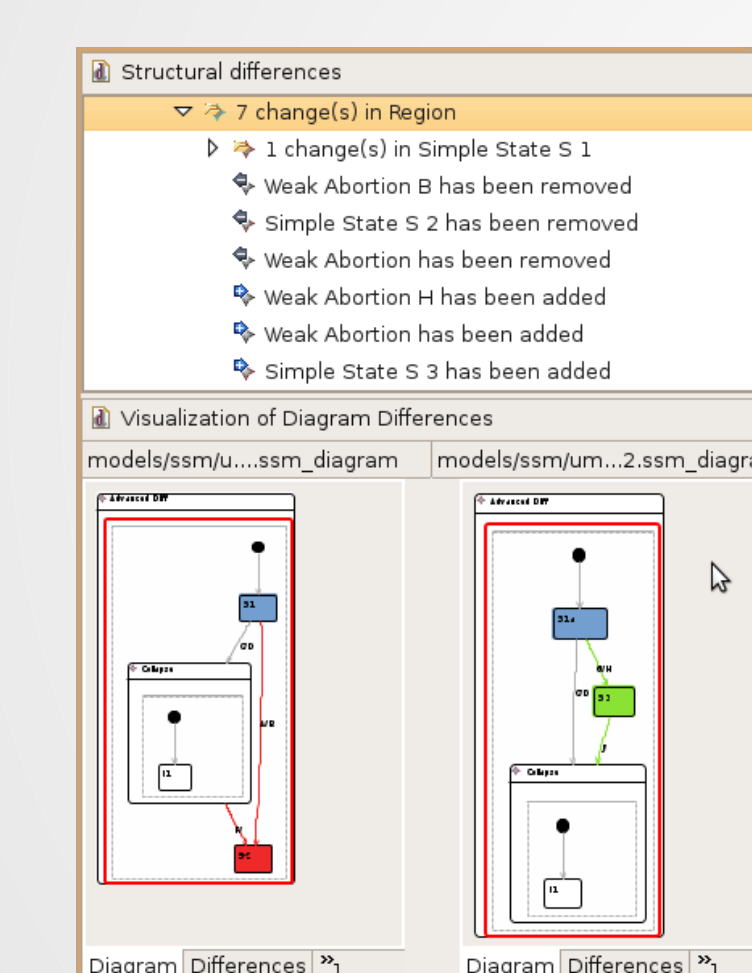 Structural differences
7 change(s) in Region
1 change(s) in Simple State S 1
Weak Abortion B has been removed
Simple State S 2 has been removed
Weak Abortion has been removed
Weak Abortion H has been added
Weak Abortion has been added
Simple State S 3 has been added
Visualization of Diagram Differences
models/ssm/u....ssm_diagram models/ssm/um...2.ssm_diagra
Advanced DIFF Advanced DIFF
S1
Collapse
I1
Collapse
I1
Diagram Differences »1 Diagram Differences »1